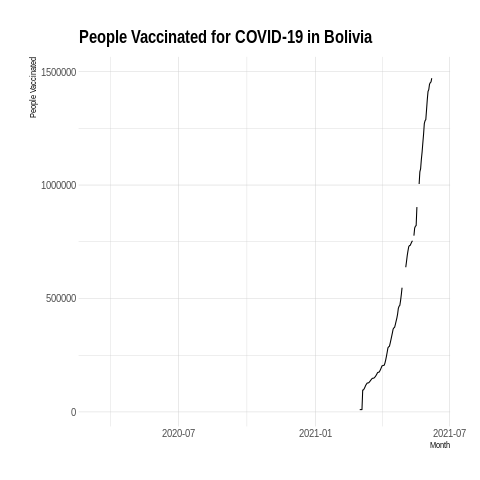 People Vaccinated for COVID-19 in Bolivia
People Vaccinated
1500000
1000000
500000
0
2020-07
2021-01
2021-07
Month